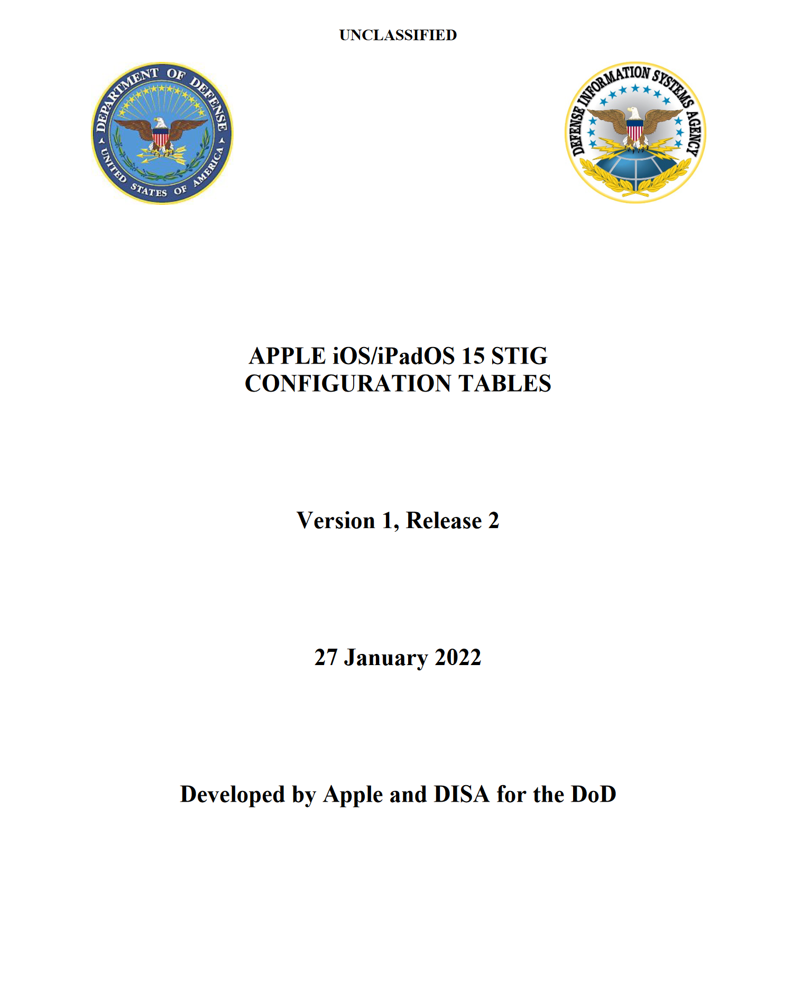 UNCLASSIFIED
DEPARTMENT OF DEFENSE
UNITED STATES OF AMERICA
DEFENSE INFORMATION SYSTEMS AGENCY
APPLE iOS/iPadOS 15 STIG
CONFIGURATION TABLES
Version 1, Release 2
27 January 2022
Developed by Apple and DISA for the DoD